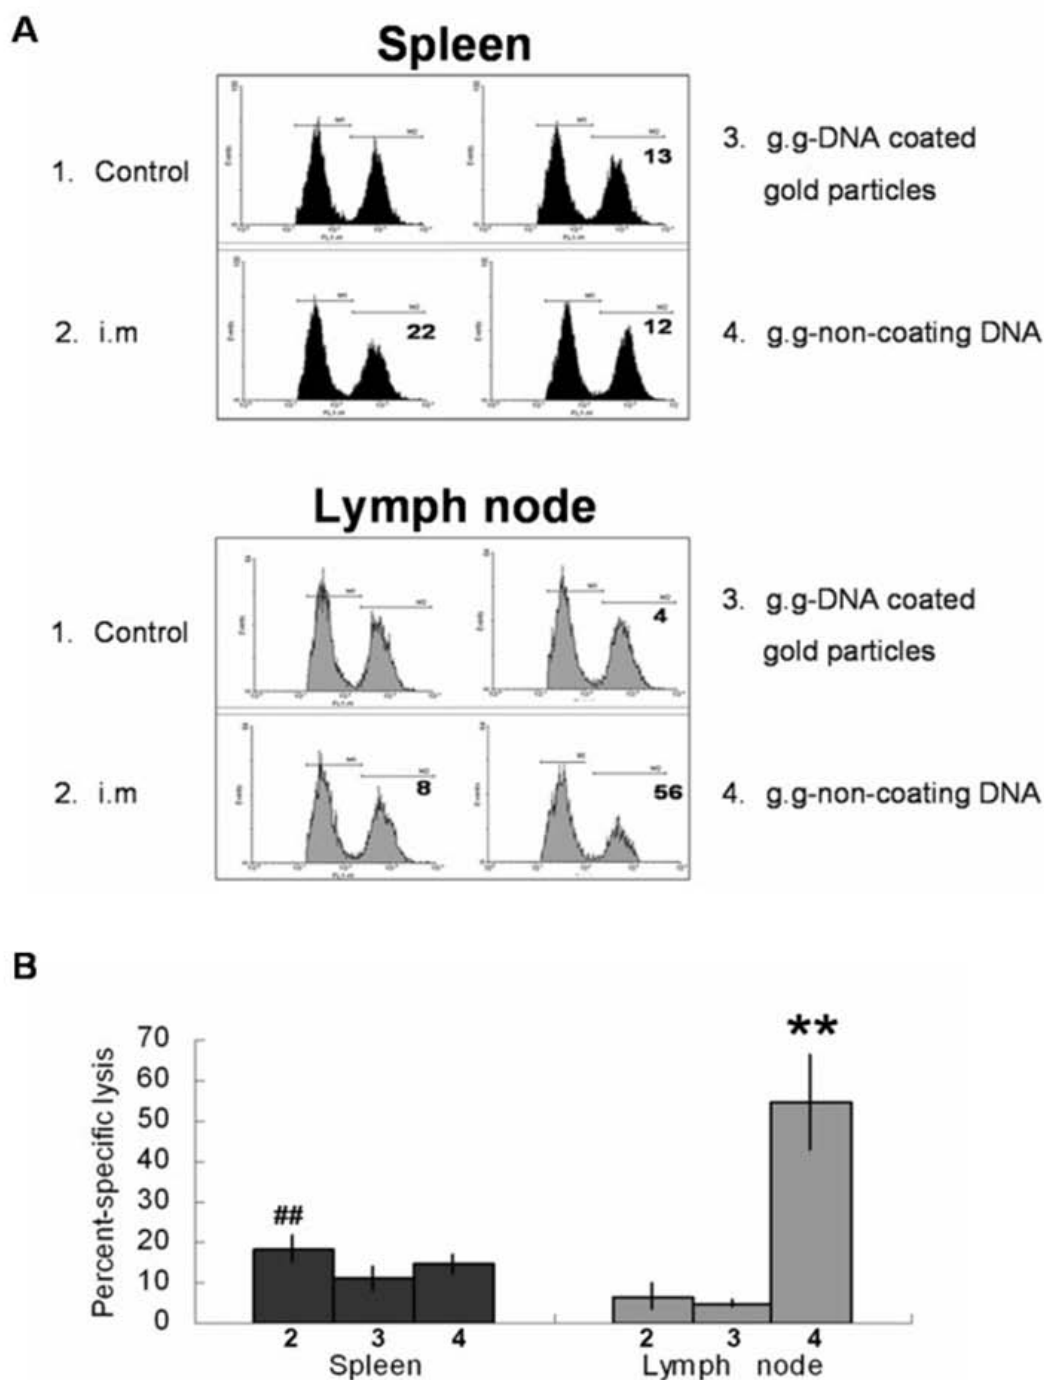 A
Spleen
1. Control
13
3. g.g-DNA coated
gold particles
2. i.m
22
12
4. g.g-non-coating DNA
Lymph node
1. Control
4
3. g.g-DNA coated
gold particles
2. i.m
8
56
4. g.g-non-coating DNA
B
Percent-specific lysis
70
60
50
40
30
20
10
0
##
**
2 3 4 2 3 4
Spleen Lymph node